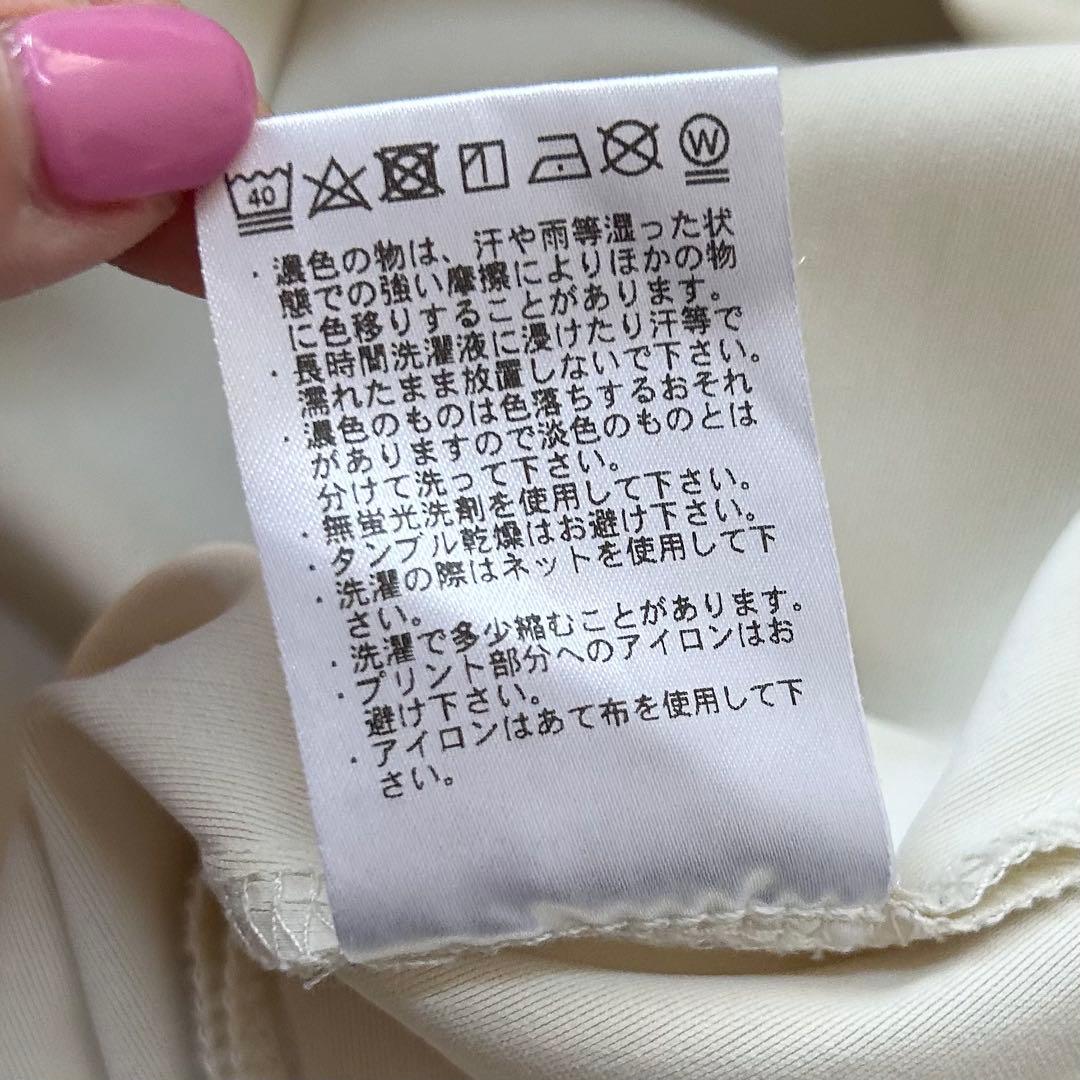 40 W
・濃色の物は、汗や雨等湿った状
態での強い摩擦によりほかの物
に色移りすることがあります。
・長時間洗濯液に浸けたり汗等で
濡れたまま放置しないで下さい。
・濃色のものは色落ちするおそれ
がありますので淡色のものとは
分けて洗って下さい。
・無蛍光洗剤を使用して下さい。
・タンブル乾燥はお避け下さい。
・洗濯の際はネットを使用して下
さい。
・洗濯で多少縮むことがあります。
・プリント部分へのアイロンはお
避け下さい。
・アイロンはあて布を使用して下
さい。